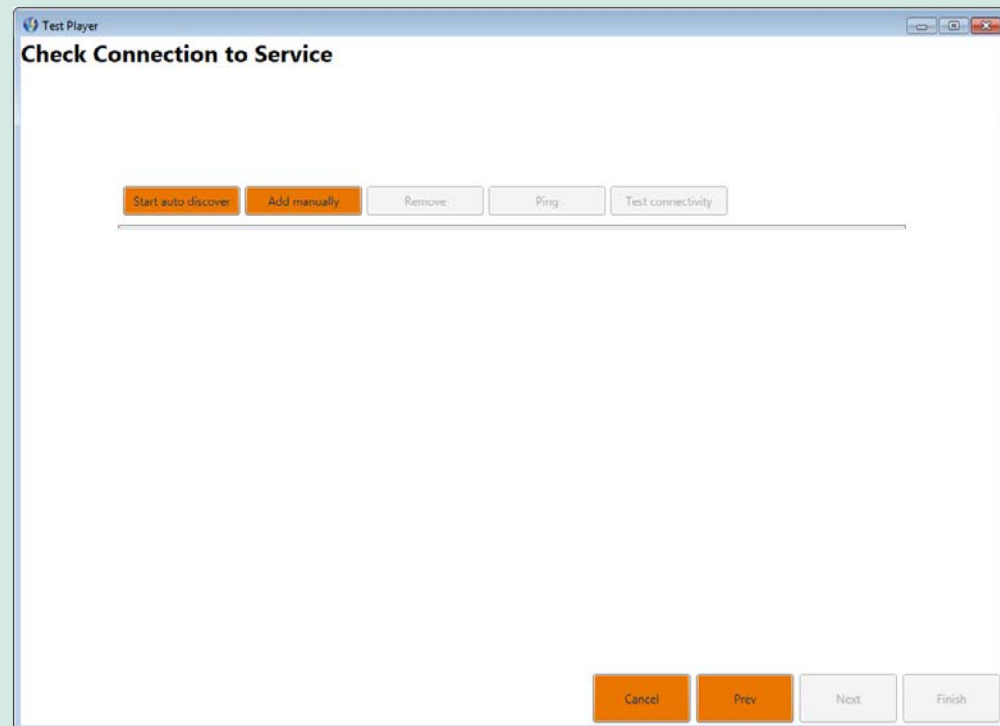 Test Player
Check Connection to Service
Start auto discover Add manually Remove Ping Test connectivity
Cancel Prev Next Finish